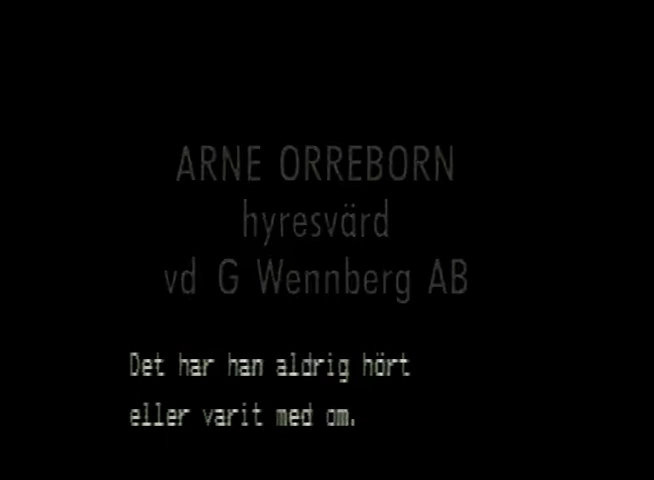 ARNE ORREBORN
hyresvärd
vd G Wennberg AB
Det har han aldrig hört
eller varit med om.